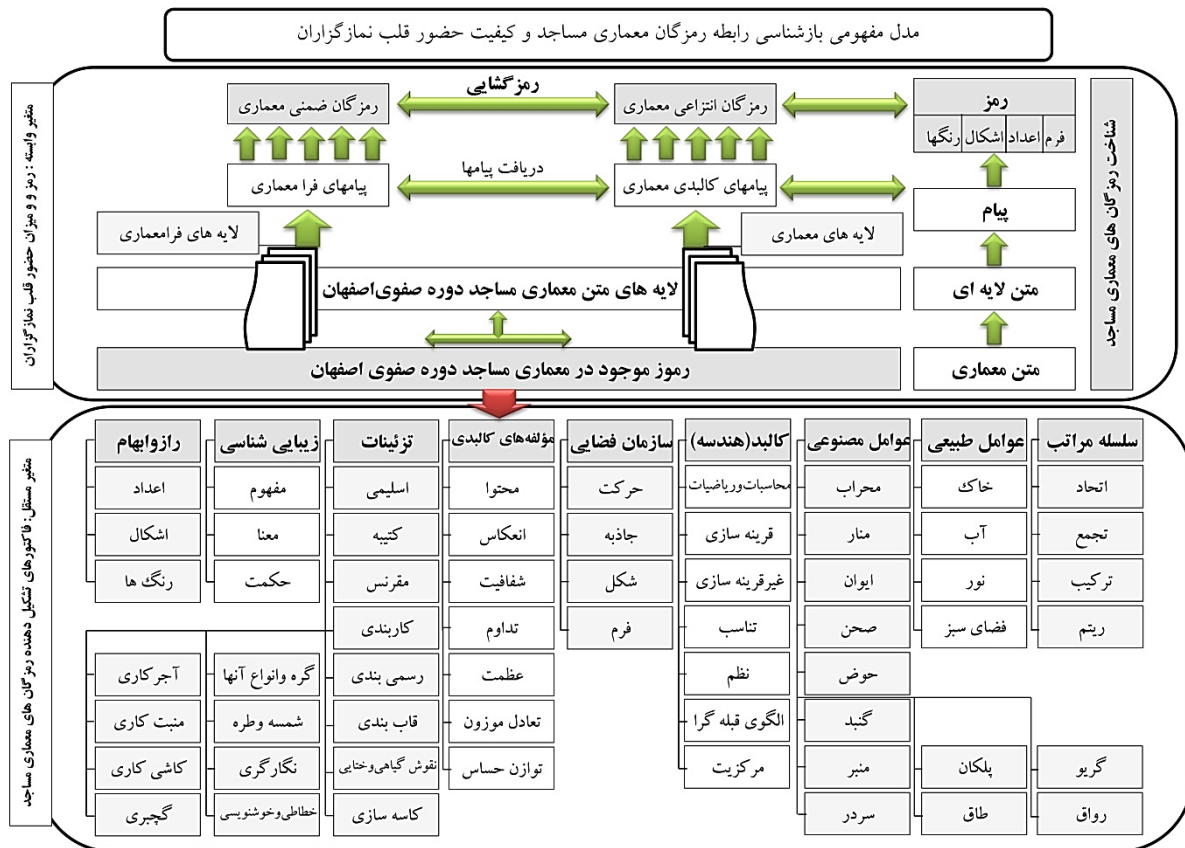 مدل مفهومی بازشناسی رابطه رمزگان معماری مساجد و کیفیت حضور قلب نمازگزاران
شناخت رمزگان های معماری مساجد
رمز
فرم
اعداد
اشکال
رنگها
پیام
متن لایه ای
متن معماری
رمزگشایی
رمزگان انتزاعی معماری
رمزگان ضمنی معماری
دریافت پیامها
پیامهای کالبدی معماری
پیامهای فرا معماری
لایه های معماری
لایه های فرامعماری
لایه های متن معماری مساجد دوره صفوی اصفهان
رموز موجود در معماری مساجد دوره صفوی اصفهان
متغیر وابسته : رمز و و میزان حضور قلب نمازگزاران
سلسله مراتب
اتحاد
تجمع
ترکیب
ریتم
گریو
رواق
عوامل طبیعی
خاک
آب
نور
فضای سبز
پلکان
طاق
عوامل مصنوعی
محراب
منار
ایوان
صحن
حوض
گنبد
منبر
سردر
کالبد(هندسه)
محاسبات وریاضیات
قرینه سازی
غیرقرینه سازی
تناسب
نظم
الگوی قبله گرا
مرکزیت
سازمان فضایی
حرکت
جاذبه
شکل
فرم
مؤلفه‌های کالبدی
محتوا
انعکاس
شفافیت
تداوم
عظمت
تعادل موزون
توازن حساس
تزئینات
اسلیمی
کتیبه
مقرنس
کاربندی
رسمی بندی
قاب بندی
نقوش گیاهی وختایی
کاسه سازی
زیبایی شناسی
مفهوم
معنا
حکمت
گره وانواع آنها
شمسه وطره
نگارگری
خطاطی وخوشنویسی
رازوابهام
اعداد
اشکال
رنگ ها
آجرکاری
منبت کاری
کاشی کاری
گچبری
متغیر مستقل: فاکتورهای تشکیل دهنده رمزگان های معماری مساجد